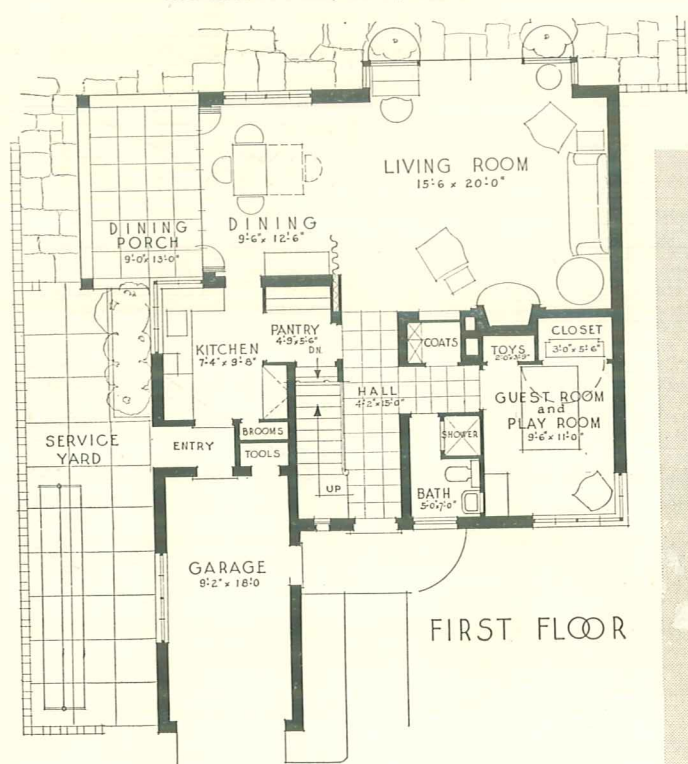 D
D
LIVING ROOM
15'-6 x 20'-0"
DINING
9'-6" x 12'-6"
DINING
PORCH
9'-0" x 13'-0"
PANTRY
4'-9" x 5'-6"
DN.
KITCHEN
7'-4" x 9'-8"
COATS
TOYS
CLOSET
3'-0" x 5'-6"
HALL
4'-2" x 15'-0"
GUEST ROOM
and
PLAY ROOM
9'-6" x 11'-0"
BROOMS
SHOWER
SERVICE
YARD
ENTRY
TOOLS
UP
BATH
5'-0" x 7'-0"
GARAGE
9'-2" x 18'-0
FIRST FLOOR